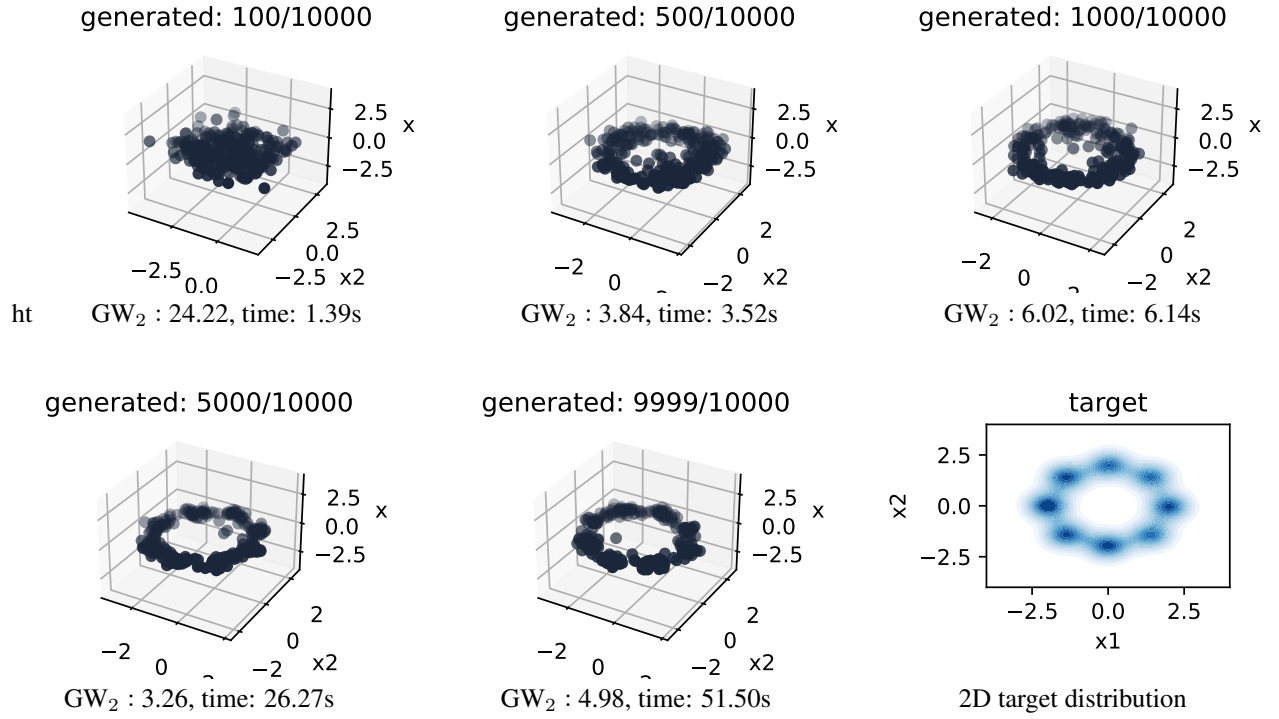 generated: 100/10000
generated: 500/10000
generated: 1000/10000
2.5
0.0
−2.5
x
2.5
0.0
−2.5
x2
−2.5
0.0
2.5
0.0
−2.5
x
2
0
−2
x2
−2
0
2.5
0.0
−2.5
x
2
0
−2
x2
−2
0
ht
GW₂ : 24.22, time: 1.39s
GW₂ : 3.84, time: 3.52s
GW₂ : 6.02, time: 6.14s
generated: 5000/10000
generated: 9999/10000
target
2.5
0.0
−2.5
x
2
0
−2
x2
−2
0
2.5
0.0
−2.5
x
2
0
−2
x2
−2
0
x2
2.5
0.0
−2.5
−2.5
0.0
2.5
x1
GW₂ : 3.26, time: 26.27s
GW₂ : 4.98, time: 51.50s
2D target distribution